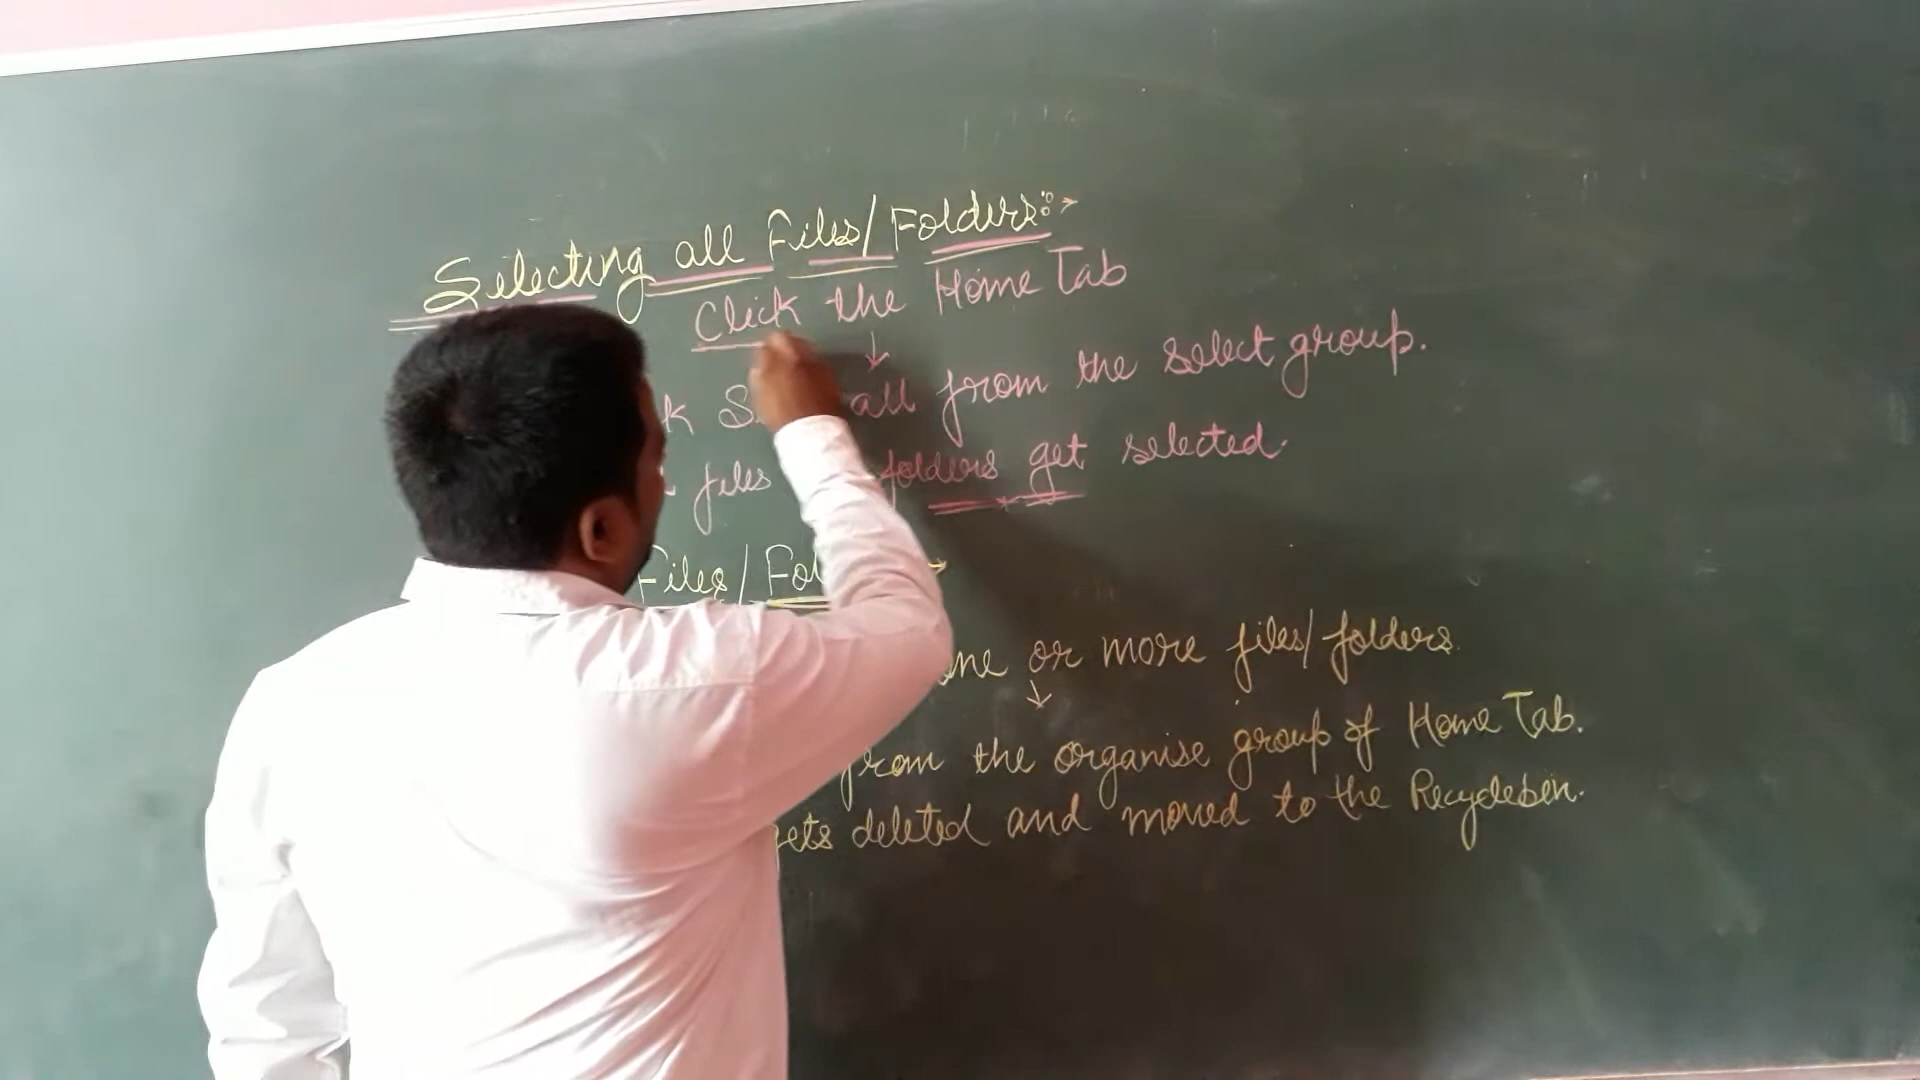 Selecting all Files/Folders:->
Click the Home Tab
↓
k S all from the Select group.
files folders get selected.
Files/Fol →
one or more files/folders.
↓
from the organise group of Home Tab.
gets deleted and moved to the Recyclebin.